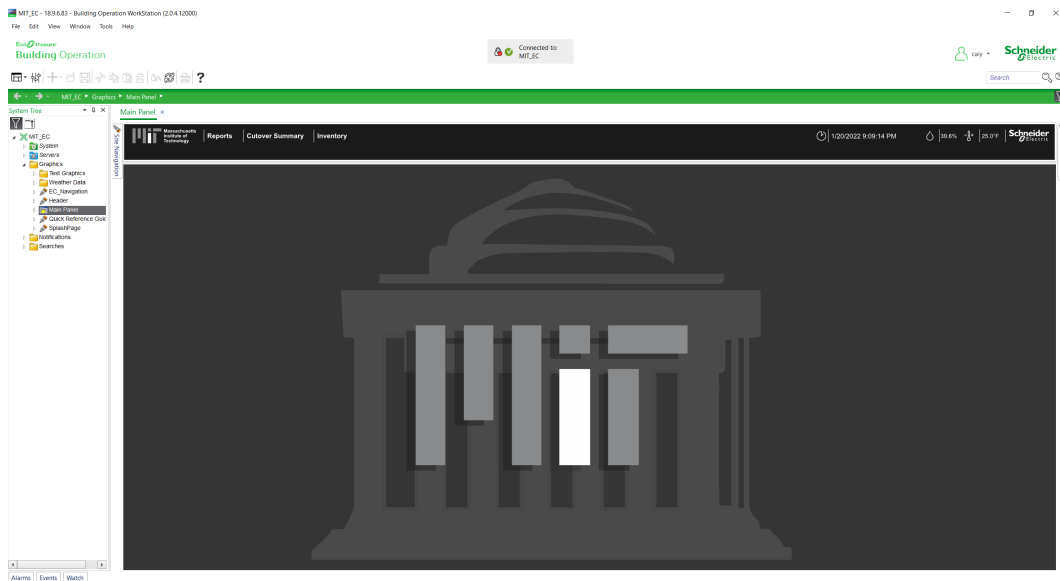 MIT_EC - 18.9.6.83 - Building Operation WorkStation (2.0.4.12000)
File Edit View Window Tools Help
EcoStruxure
Building Operation
Connected to:
MIT_EC
caiy
Schneider
Electric
Search
MIT_EC Graphics Main Panel
System Tree
Main Panel
MIT_EC
System
Servers
Graphics
Test Graphics
Weather Data
EC_Navigation
Header
Main Panel
Quick Reference Guic
SplashPage
Notifications
Searches
Site Navigation
Massachusetts
Institute of
Technology
Reports
Cutover Summary
Inventory
1/20/2022 9:09:14 PM
39.6%
25.0°F
Schneider
Electric
Alarms Events Watch